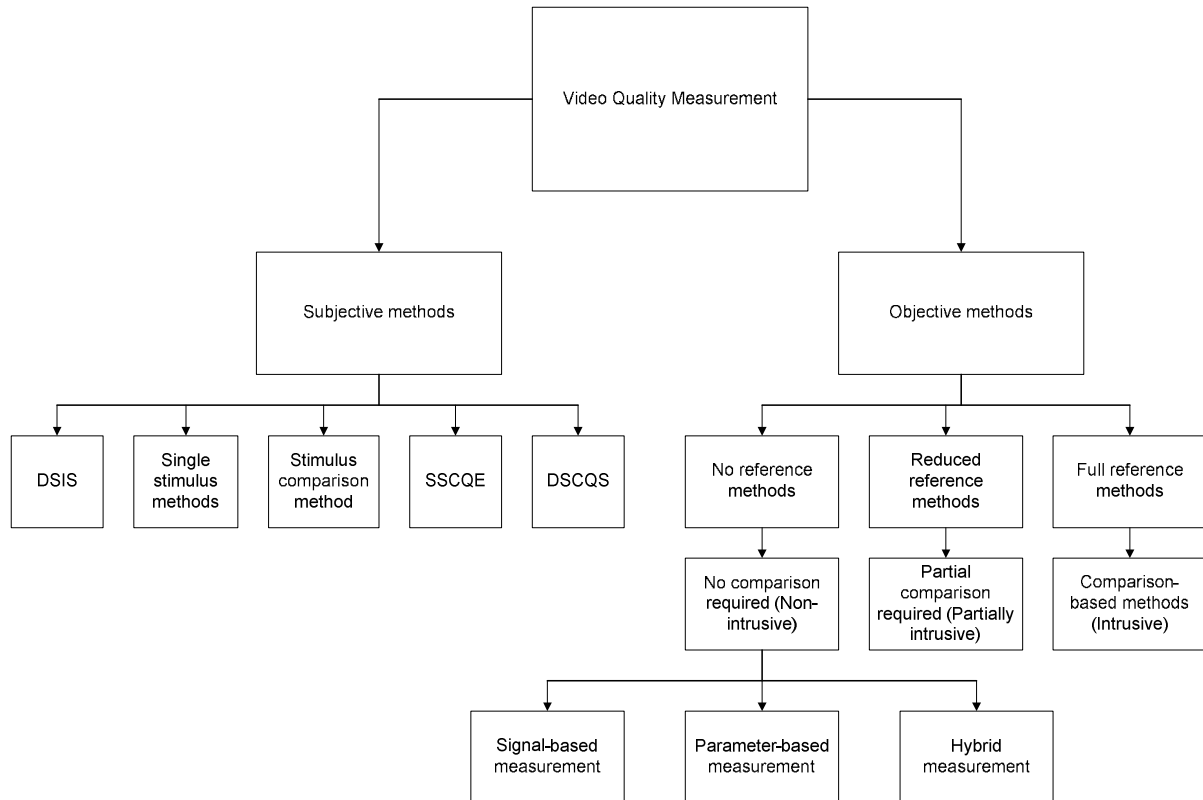 Video Quality Measurement
Subjective methods
Objective methods
DSIS
Single
stimulus
methods
Stimulus
comparison
method
SSCQE
DSCQS
No reference
methods
Reduced
reference
methods
Full reference
methods
No comparison
required (Non-
intrusive)
Partial
comparison
required (Partially
intrusive)
Comparison-
based methods
(Intrusive)
Signal-based
measurement
Parameter-based
measurement
Hybrid
measurement